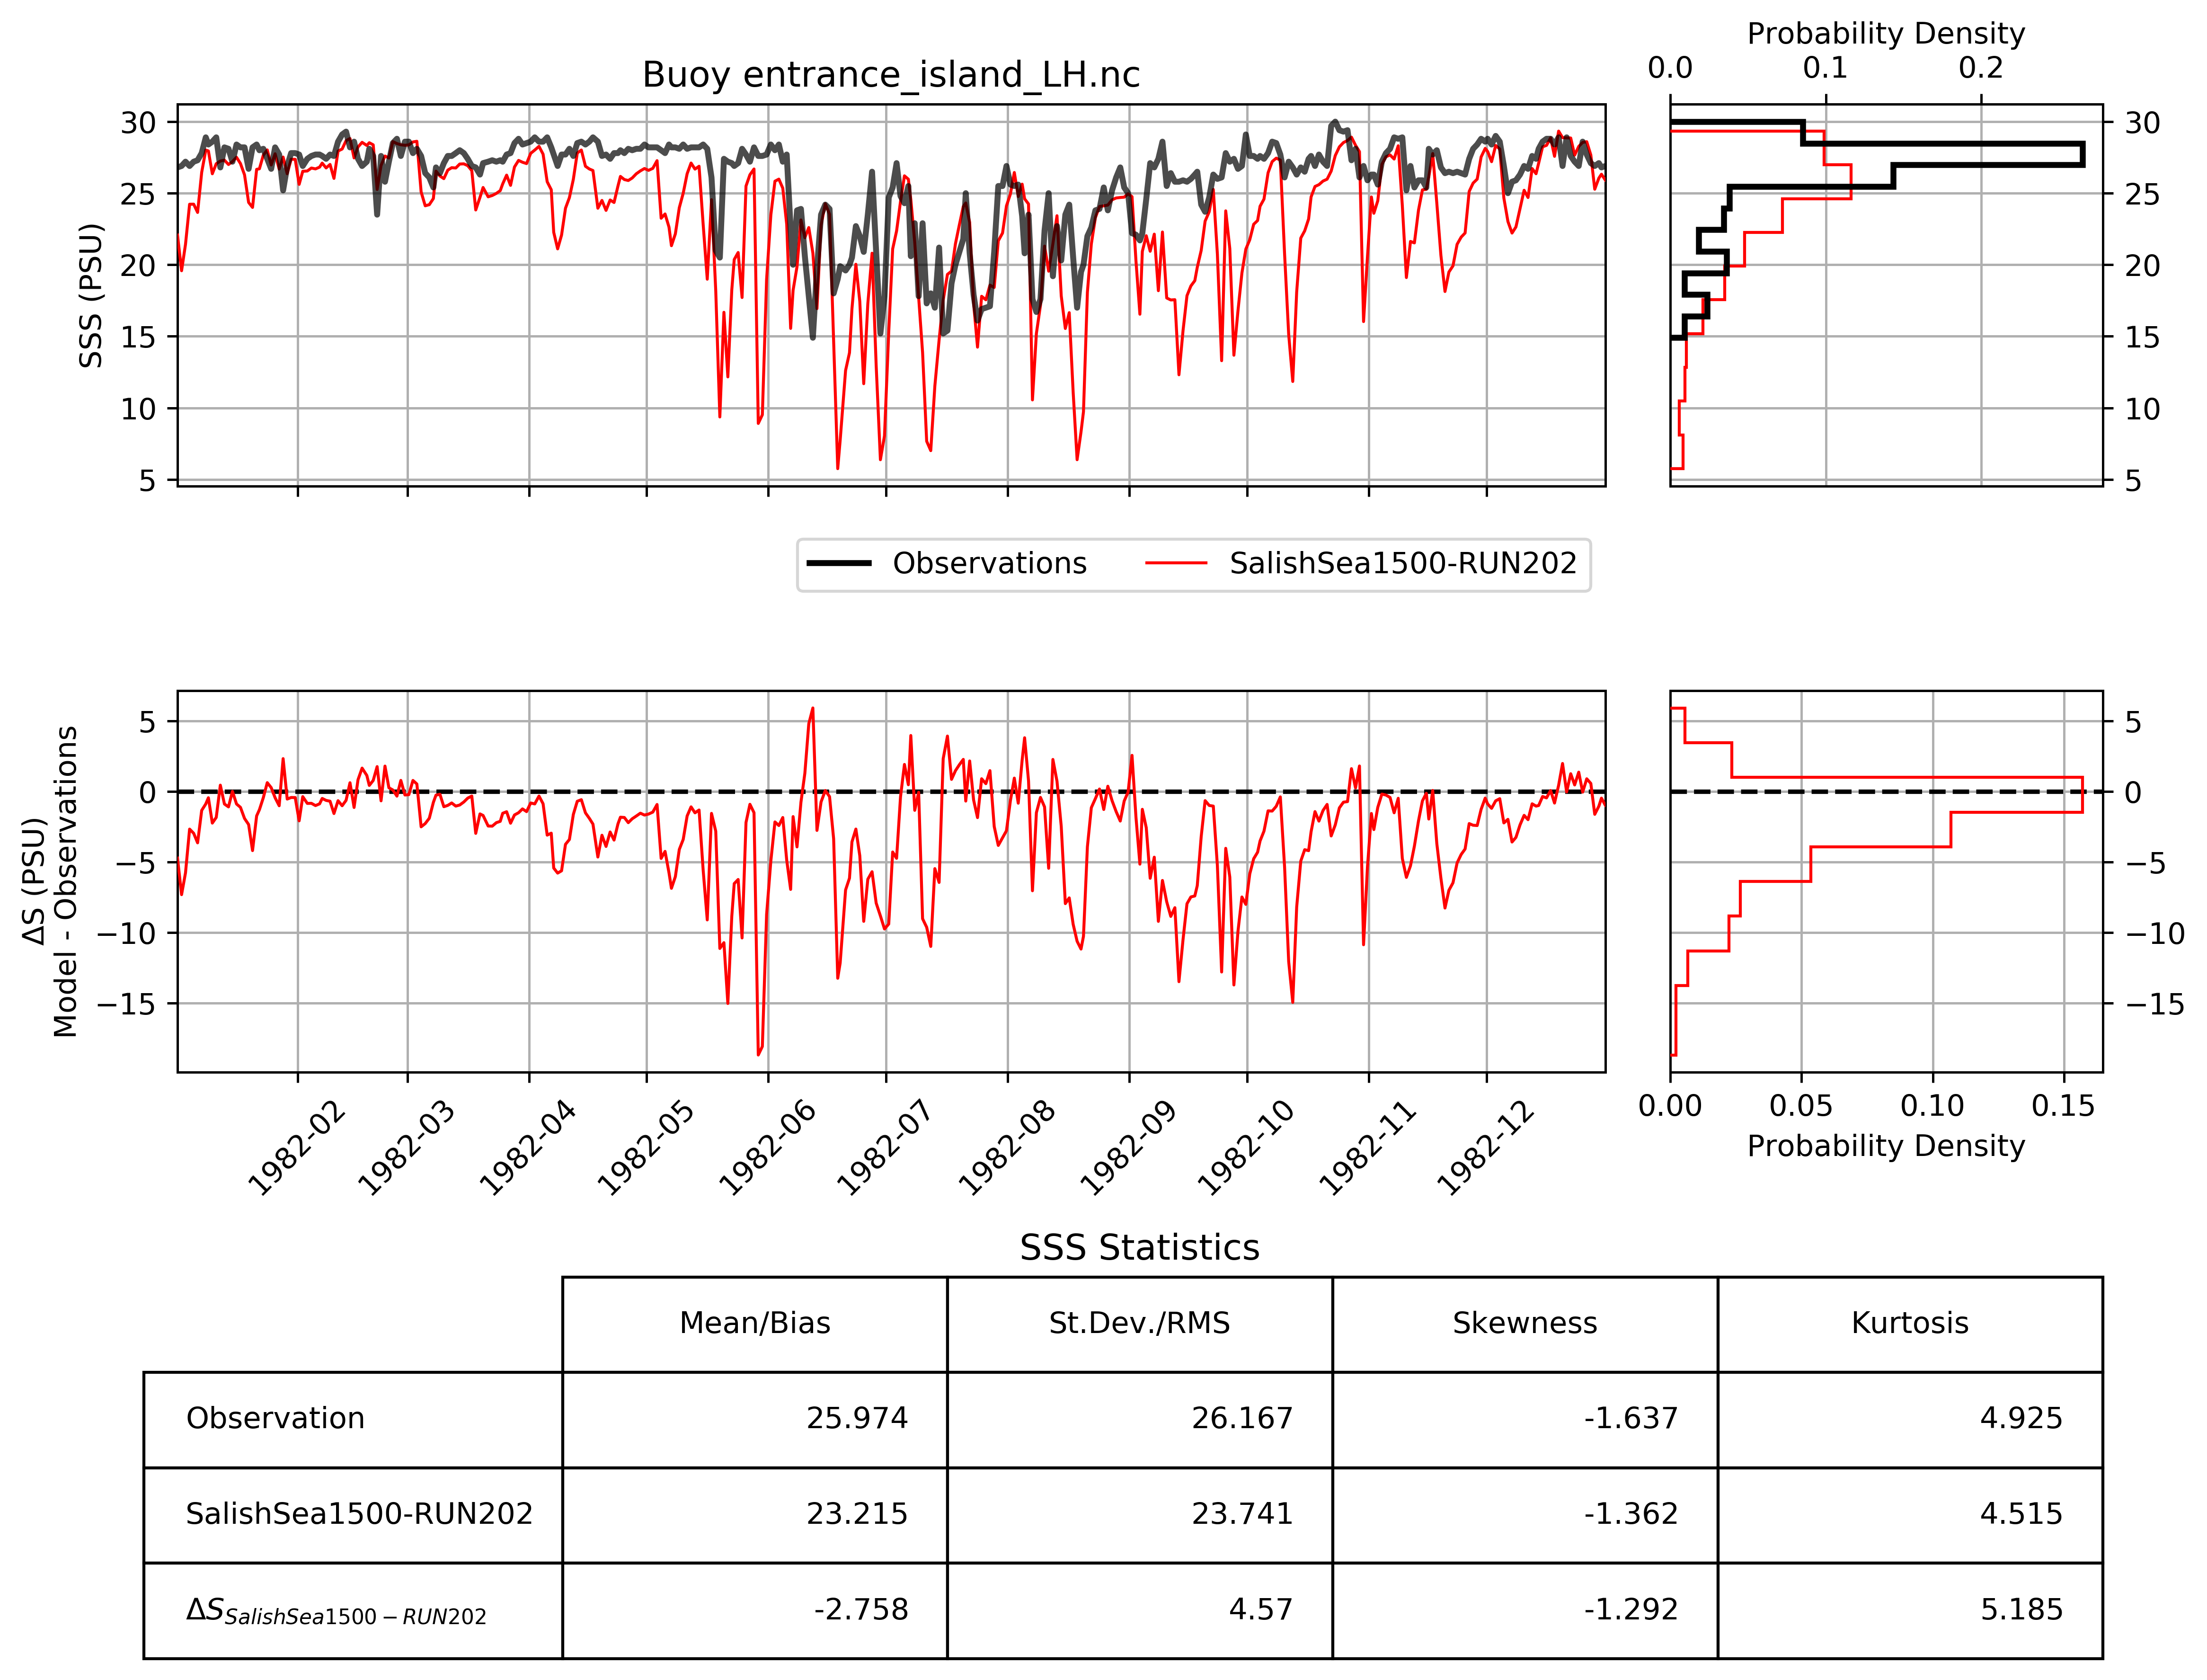 Probability Density
0.0 0.1 0.2
Buoy entrance_island_LH.nc
30
25
20
15
10
5
SSS (PSU)
30
25
20
15
10
5
Observations SalishSea1500-RUN202
5
0
−5
−10
−15
ΔS (PSU)
Model - Observations
5
0
−5
−10
−15
1982-02 1982-03 1982-04 1982-05 1982-06 1982-07 1982-08 1982-09 1982-10 1982-11 1982-12
0.00 0.05 0.10 0.15
Probability Density
SSS Statistics
Mean/Bias St.Dev./RMS Skewness Kurtosis
Observation 25.974 26.167 -1.637 4.925
SalishSea1500-RUN202 23.215 23.741 -1.362 4.515
ΔS SalishSea1500−RUN202 -2.758 4.57 -1.292 5.185